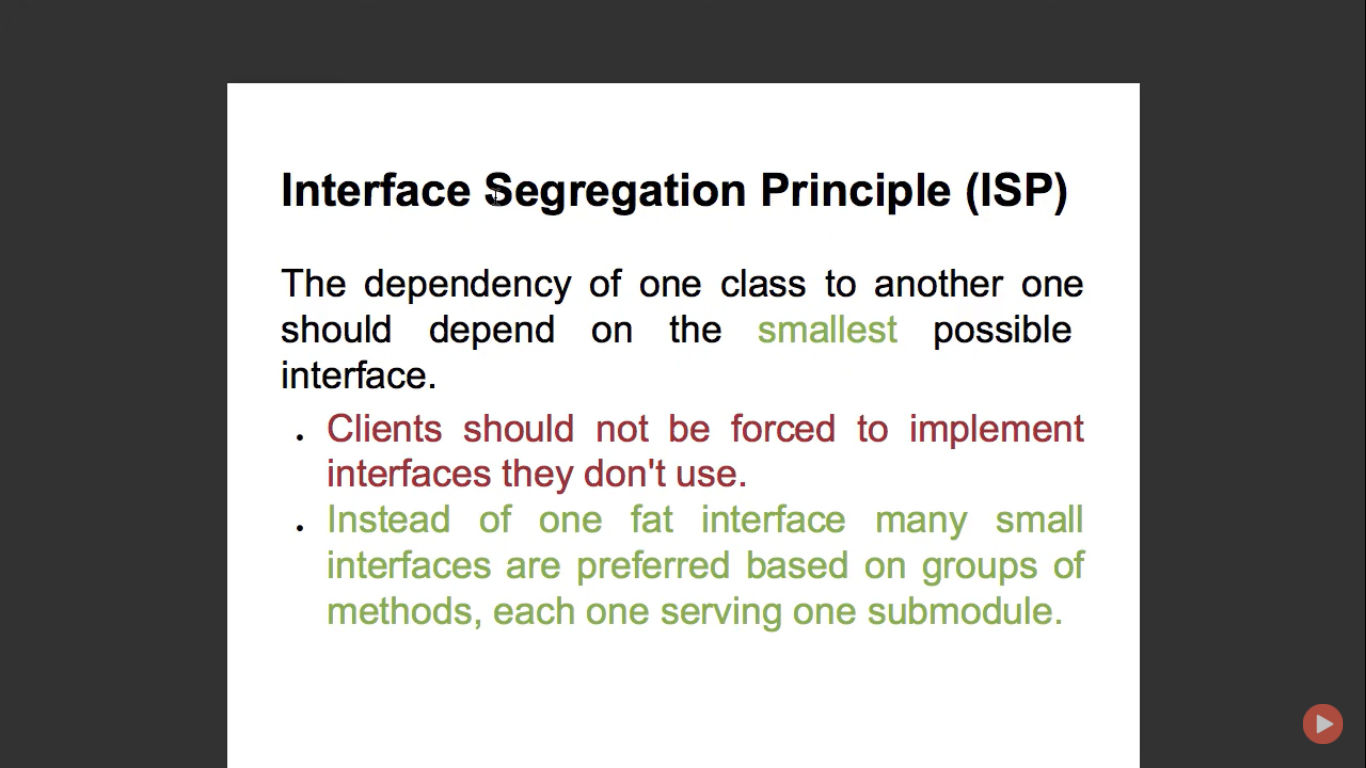 Interface Segregation Principle (ISP)
The dependency of one class to another one
should depend on the smallest possible
interface.
• Clients should not be forced to implement
interfaces they don't use.
• Instead of one fat interface many small
interfaces are preferred based on groups of
methods, each one serving one submodule.